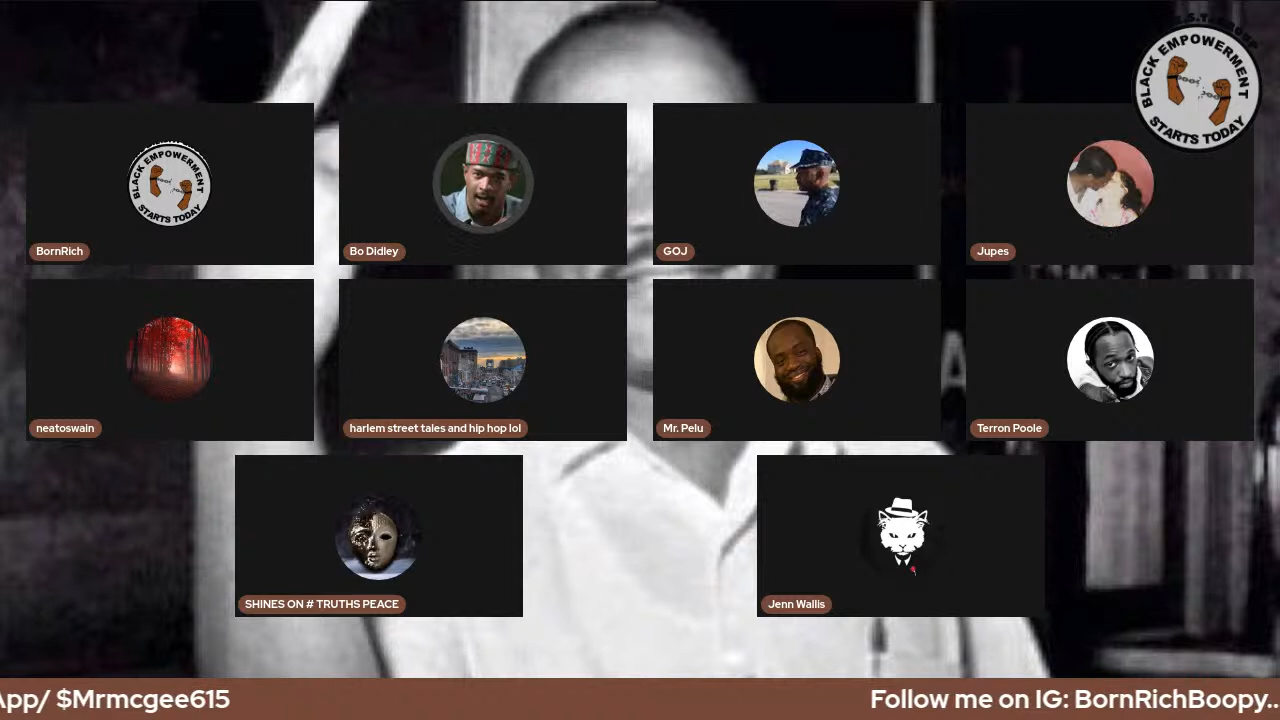 BLACK EMPOWERMENT
STARTS TODAY
BLACK EMPOWERMENT
STARTS TODAY
BornRich
Bo Didley
GOJ
Jupes
neatoswain
harlem street tales and hip hop lol
Mr. Pelu
Terron Poole
SHINES ON # TRUTHS PEACE
Jenn Wallis
App/ $Mrmcgee615
Follow me on IG: BornRichBoopy..